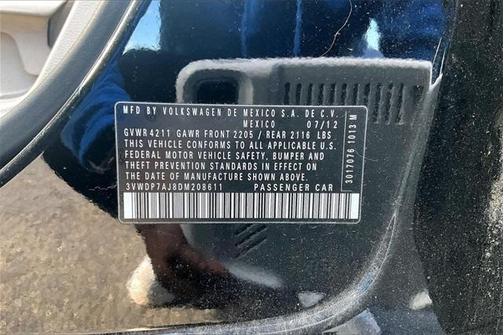 MFD BY VOLKSWAGEN DE MEXICO S.A. DE C.V.
MEXICO 07/12
GVWR 4211 GAWR FRONT 2205 / REAR 2116 LBS
THIS VEHICLE CONFORMS TO ALL APPLICABLE U.S.
FEDERAL MOTOR VEHICLE SAFETY, BUMPER AND
THEFT PREVENTION STANDARDS IN EFFECT ON
THE DATE OF MANUFACTURE SHOWN ABOVE.
3VWDP7AJ8DM208611 PASSENGER CAR
3017076 1013 M